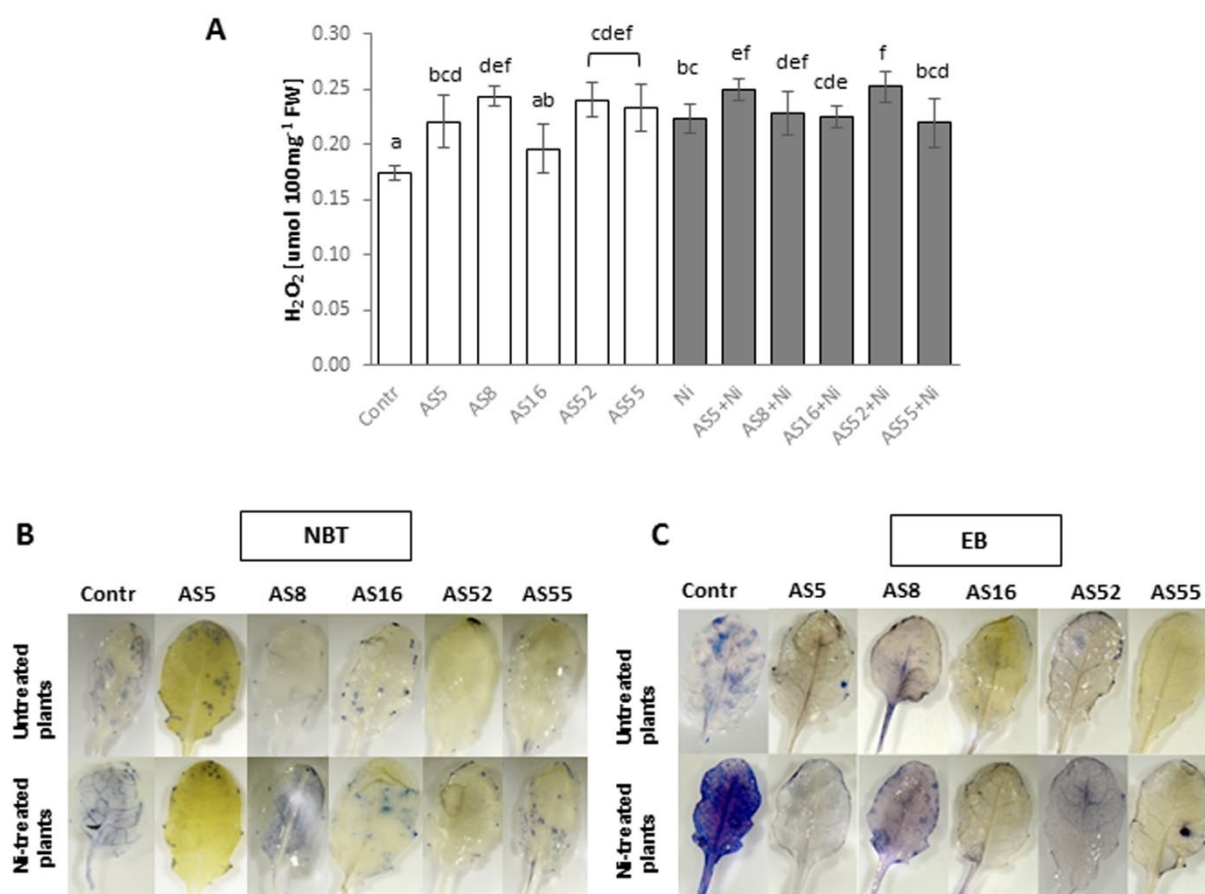 A
H₂O₂ [umol 100mg⁻¹ FW]
0.30
0.25
0.20
0.15
0.10
0.05
0.00
a
bcd
def
ab
cdef
bc
ef
def
cde
f
bcd
Contr
AS5
AS8
AS16
AS52
AS55
Ni
AS5+Ni
AS8+Ni
AS16+Ni
AS52+Ni
AS55+Ni
B
NBT
Contr AS5 AS8 AS16 AS52 AS55
Untreated
plants
Ni-treated
plants
C
EB
Contr AS5 AS8 AS16 AS52 AS55
Untreated
plants
Ni-treated
plants